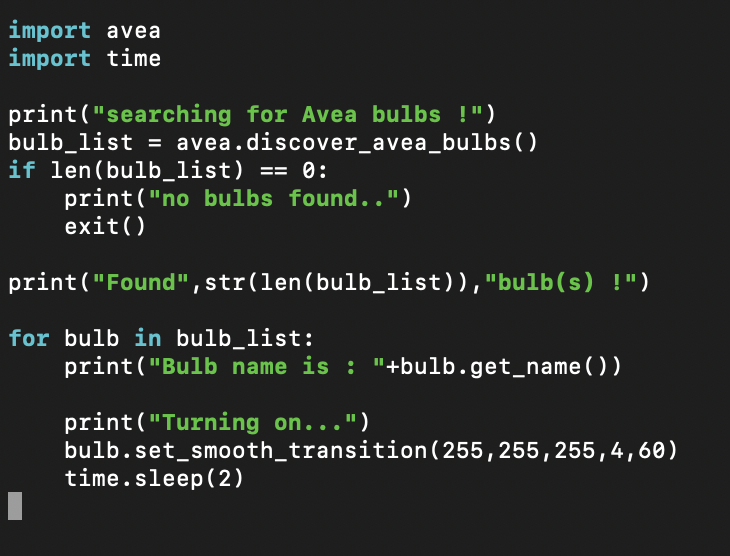 import avea
import time
print("searching for Avea bulbs !")
bulb_list = avea.discover_avea_bulbs()
if len(bulb_list) == 0:
    print("no bulbs found..")
    exit()
print("Found",str(len(bulb_list)),"bulb(s) !")
for bulb in bulb_list:
    print("Bulb name is : "+bulb.get_name())
    print("Turning on...")
    bulb.set_smooth_transition(255,255,255,4,60)
    time.sleep(2)